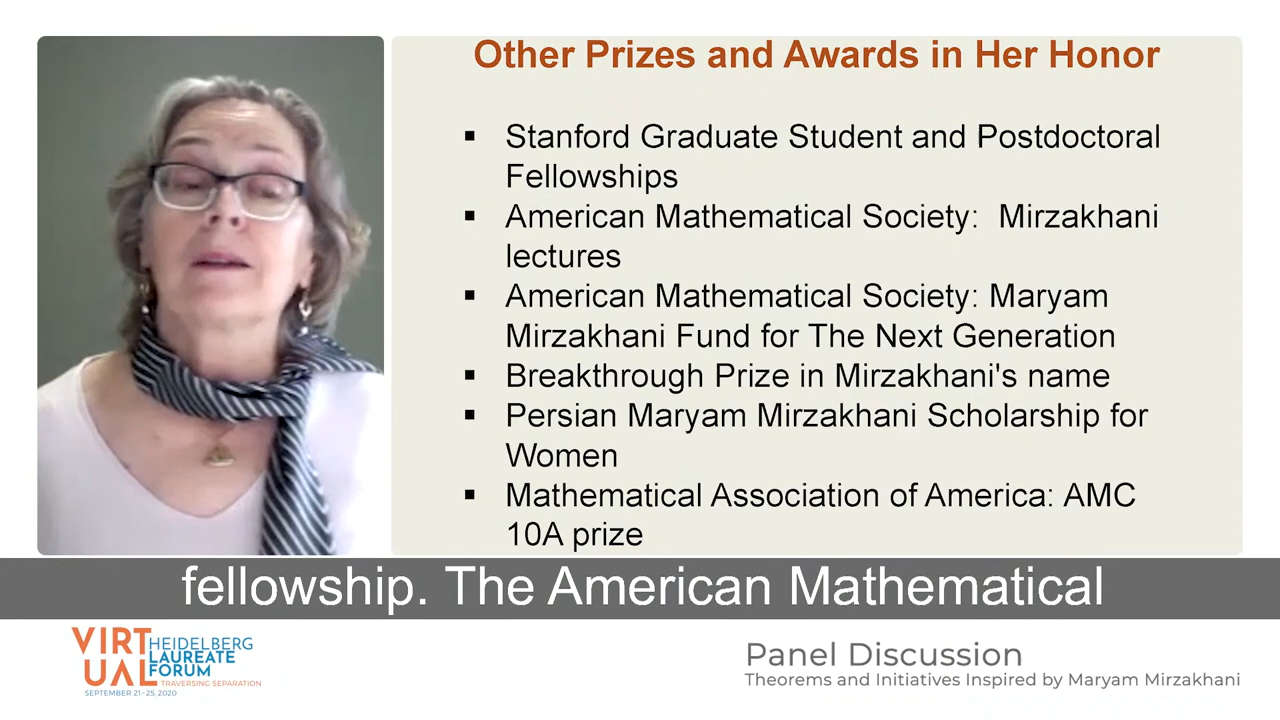 Other Prizes and Awards in Her Honor
▪ Stanford Graduate Student and Postdoctoral
Fellowships
▪ American Mathematical Society:  Mirzakhani
lectures
▪ American Mathematical Society: Maryam
Mirzakhani Fund for The Next Generation
▪ Breakthrough Prize in Mirzakhani's name
▪ Persian Maryam Mirzakhani Scholarship for
Women
▪ Mathematical Association of America: AMC
10A prize
fellowship. The American Mathematical
VIRT
UAL
HEIDELBERG
LAUREATE
FORUM
TRAVERSING SEPARATION
SEPTEMBER 21–25, 2020
Panel Discussion
Theorems and Initiatives Inspired by Maryam Mirzakhani